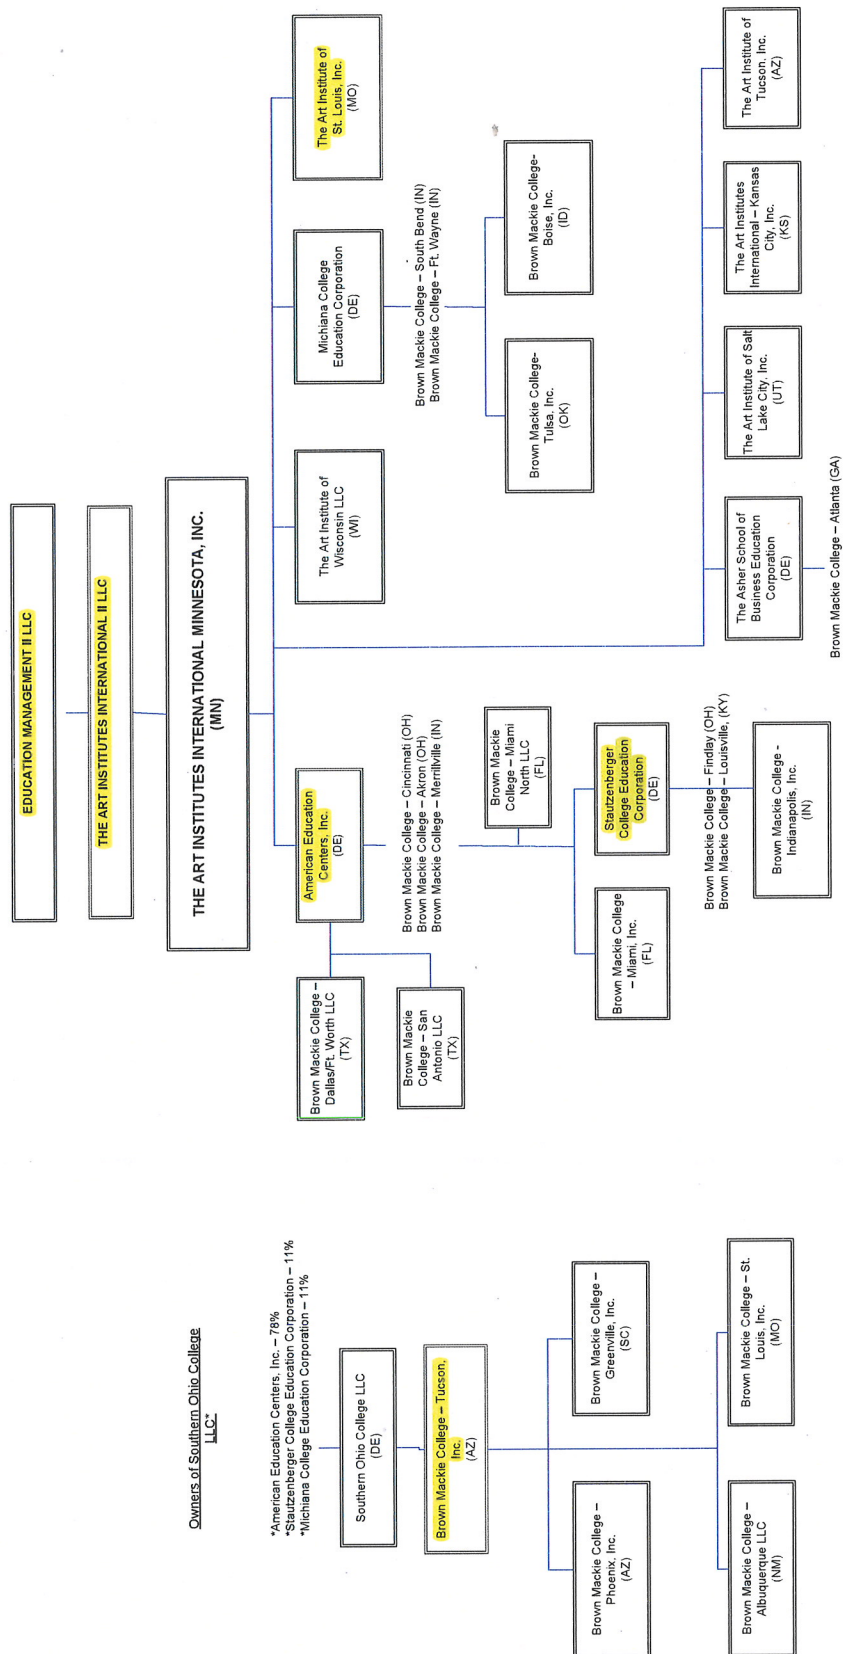 EDUCATION MANAGEMENT II LLC
THE ART INSTITUTES INTERNATIONAL II LLC
THE ART INSTITUTES INTERNATIONAL MINNESOTA, INC.
(MN)
American Education
Centers, Inc.
(DE)
The Art Institute of
Wisconsin LLC
(WI)
Michiana College
Education Corporation
(DE)
The Art Institute of
St. Louis, Inc.
(MO)
Brown Mackie College –
Dallas/Ft. Worth LLC
(TX)
Brown Mackie
College – San
Antonio LLC
(TX)
Brown Mackie College – Cincinnati (OH)
Brown Mackie College – Akron (OH)
Brown Mackie College – Merrillville (IN)
Brown Mackie
College – Miami
North LLC
(FL)
Brown Mackie College
– Miami, Inc.
(FL)
Stautzenberger
College Education
Corporation
(DE)
Brown Mackie College – Findlay (OH)
Brown Mackie College – Louisville, (KY)
Brown Mackie College -
Indianapolis, Inc.
(IN)
Brown Mackie College – South Bend (IN)
Brown Mackie College – Ft. Wayne (IN)
Brown Mackie College-
Tulsa, Inc.
(OK)
Brown Mackie College-
Boise, Inc.
(ID)
The Asher School of
Business Education
Corporation
(DE)
Brown Mackie College – Atlanta (GA)
The Art Institute of Salt
Lake City, Inc.
(UT)
The Art Institutes
International – Kansas
City, Inc.
(KS)
The Art Institute of
Tucson, Inc.
(AZ)
Owners of Southern Ohio College
LLC*
*American Education Centers, Inc. – 78%
*Stautzenberger College Education Corporation – 11%
*Michiana College Education Corporation – 11%
Southern Ohio College LLC
(DE)
Brown Mackie College – Tucson,
Inc.
(AZ)
Brown Mackie College –
Phoenix, Inc.
(AZ)
Brown Mackie College –
Greenville, Inc.
(SC)
Brown Mackie College –
Albuquerque LLC
(NM)
Brown Mackie College – St.
Louis, Inc.
(MO)